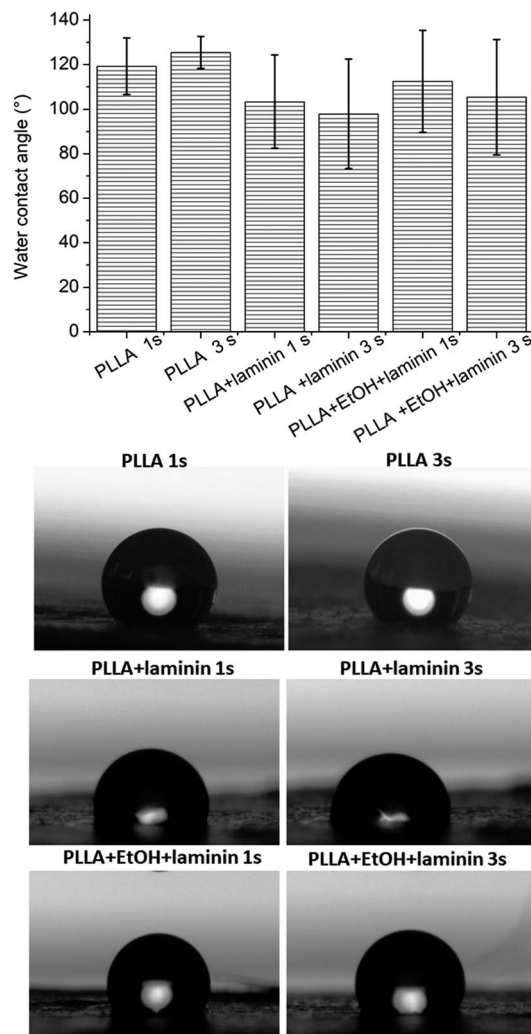 Water contact angle (°)
140
120
100
80
60
40
20
0
PLLA 1s
PLLA 3 s
PLLA+laminin 1 s
PLLA +laminin 3 s
PLLA+EtOH+laminin 1s
PLLA +EtOH+laminin 3 s
PLLA 1s
PLLA 3s
PLLA+laminin 1s
PLLA+laminin 3s
PLLA+EtOH+laminin 1s
PLLA+EtOH+laminin 3s